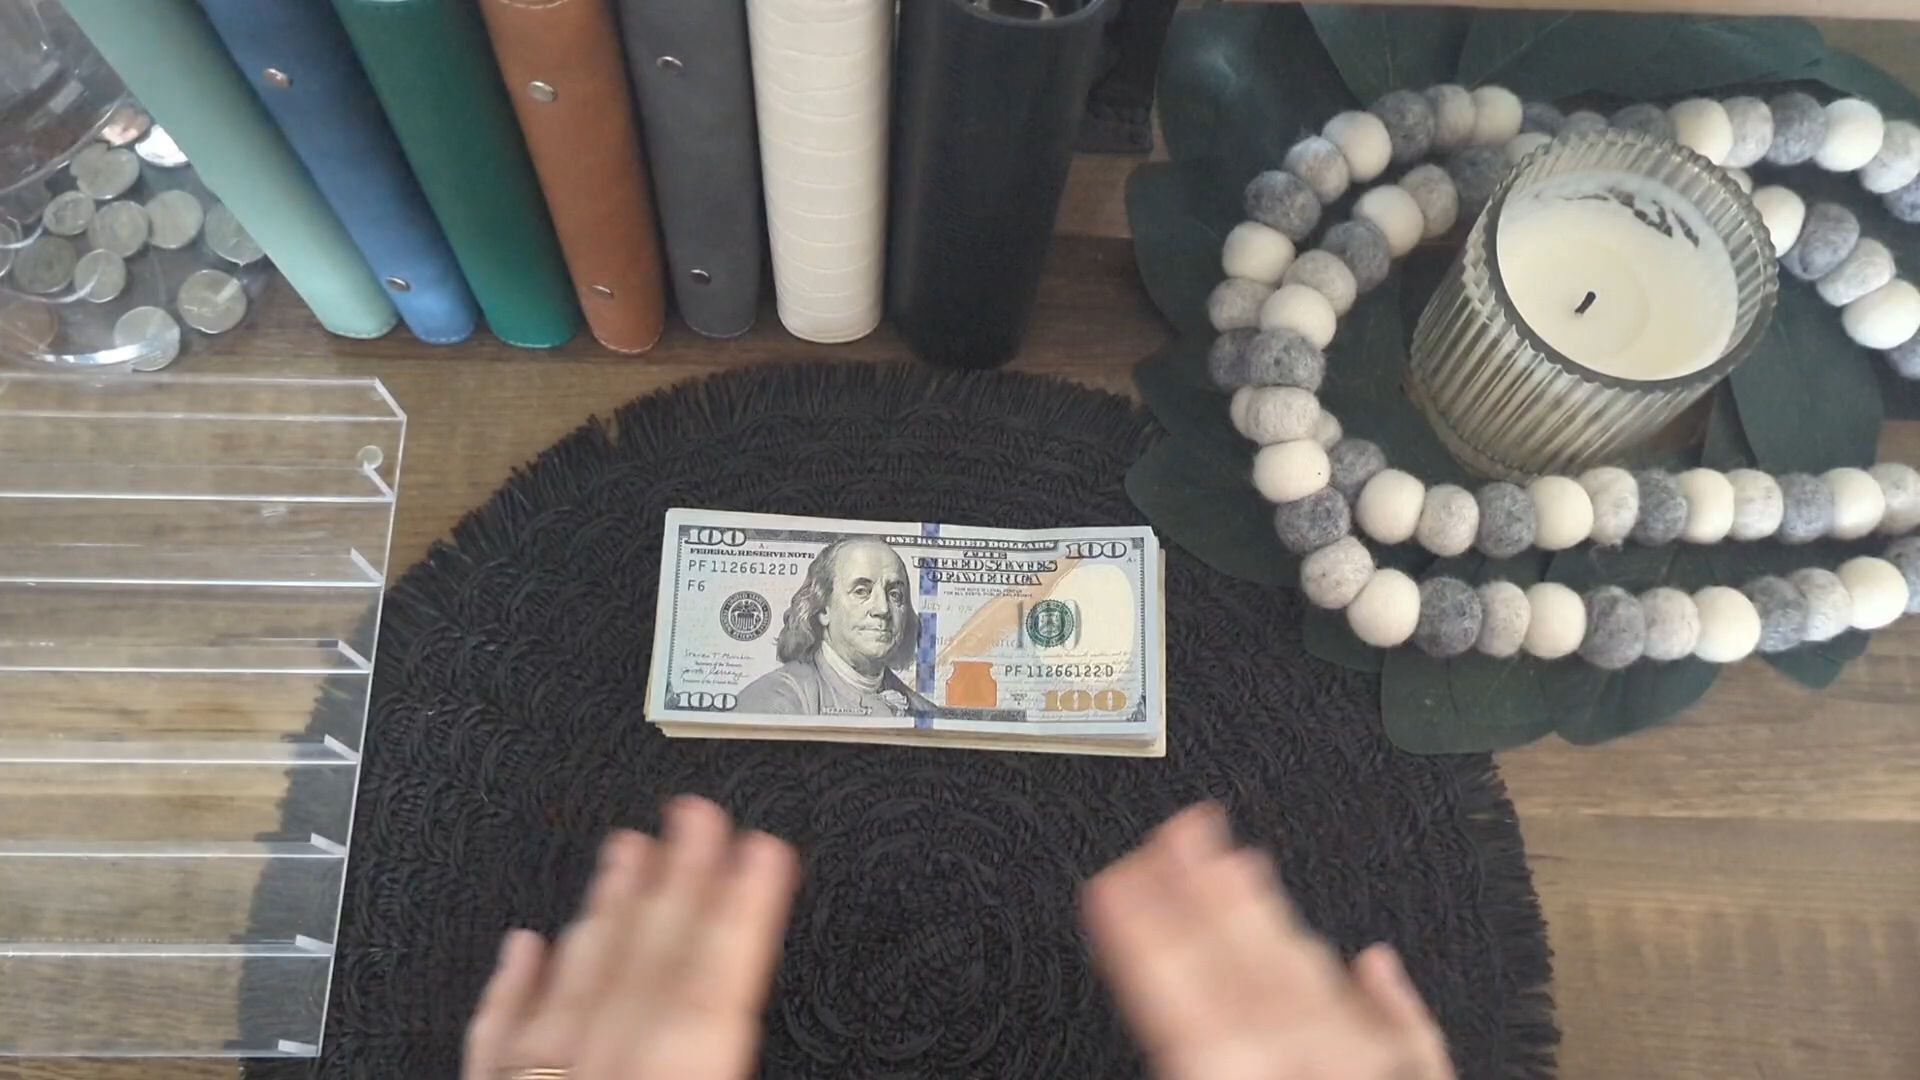 100
ONE HUNDRED DOLLARS
100
FEDERAL RESERVE NOTE
THE
UNITED STATES
OF AMERICA
PF 11266122 D
F6
PF 11266122 D
100
FRANKLIN
100